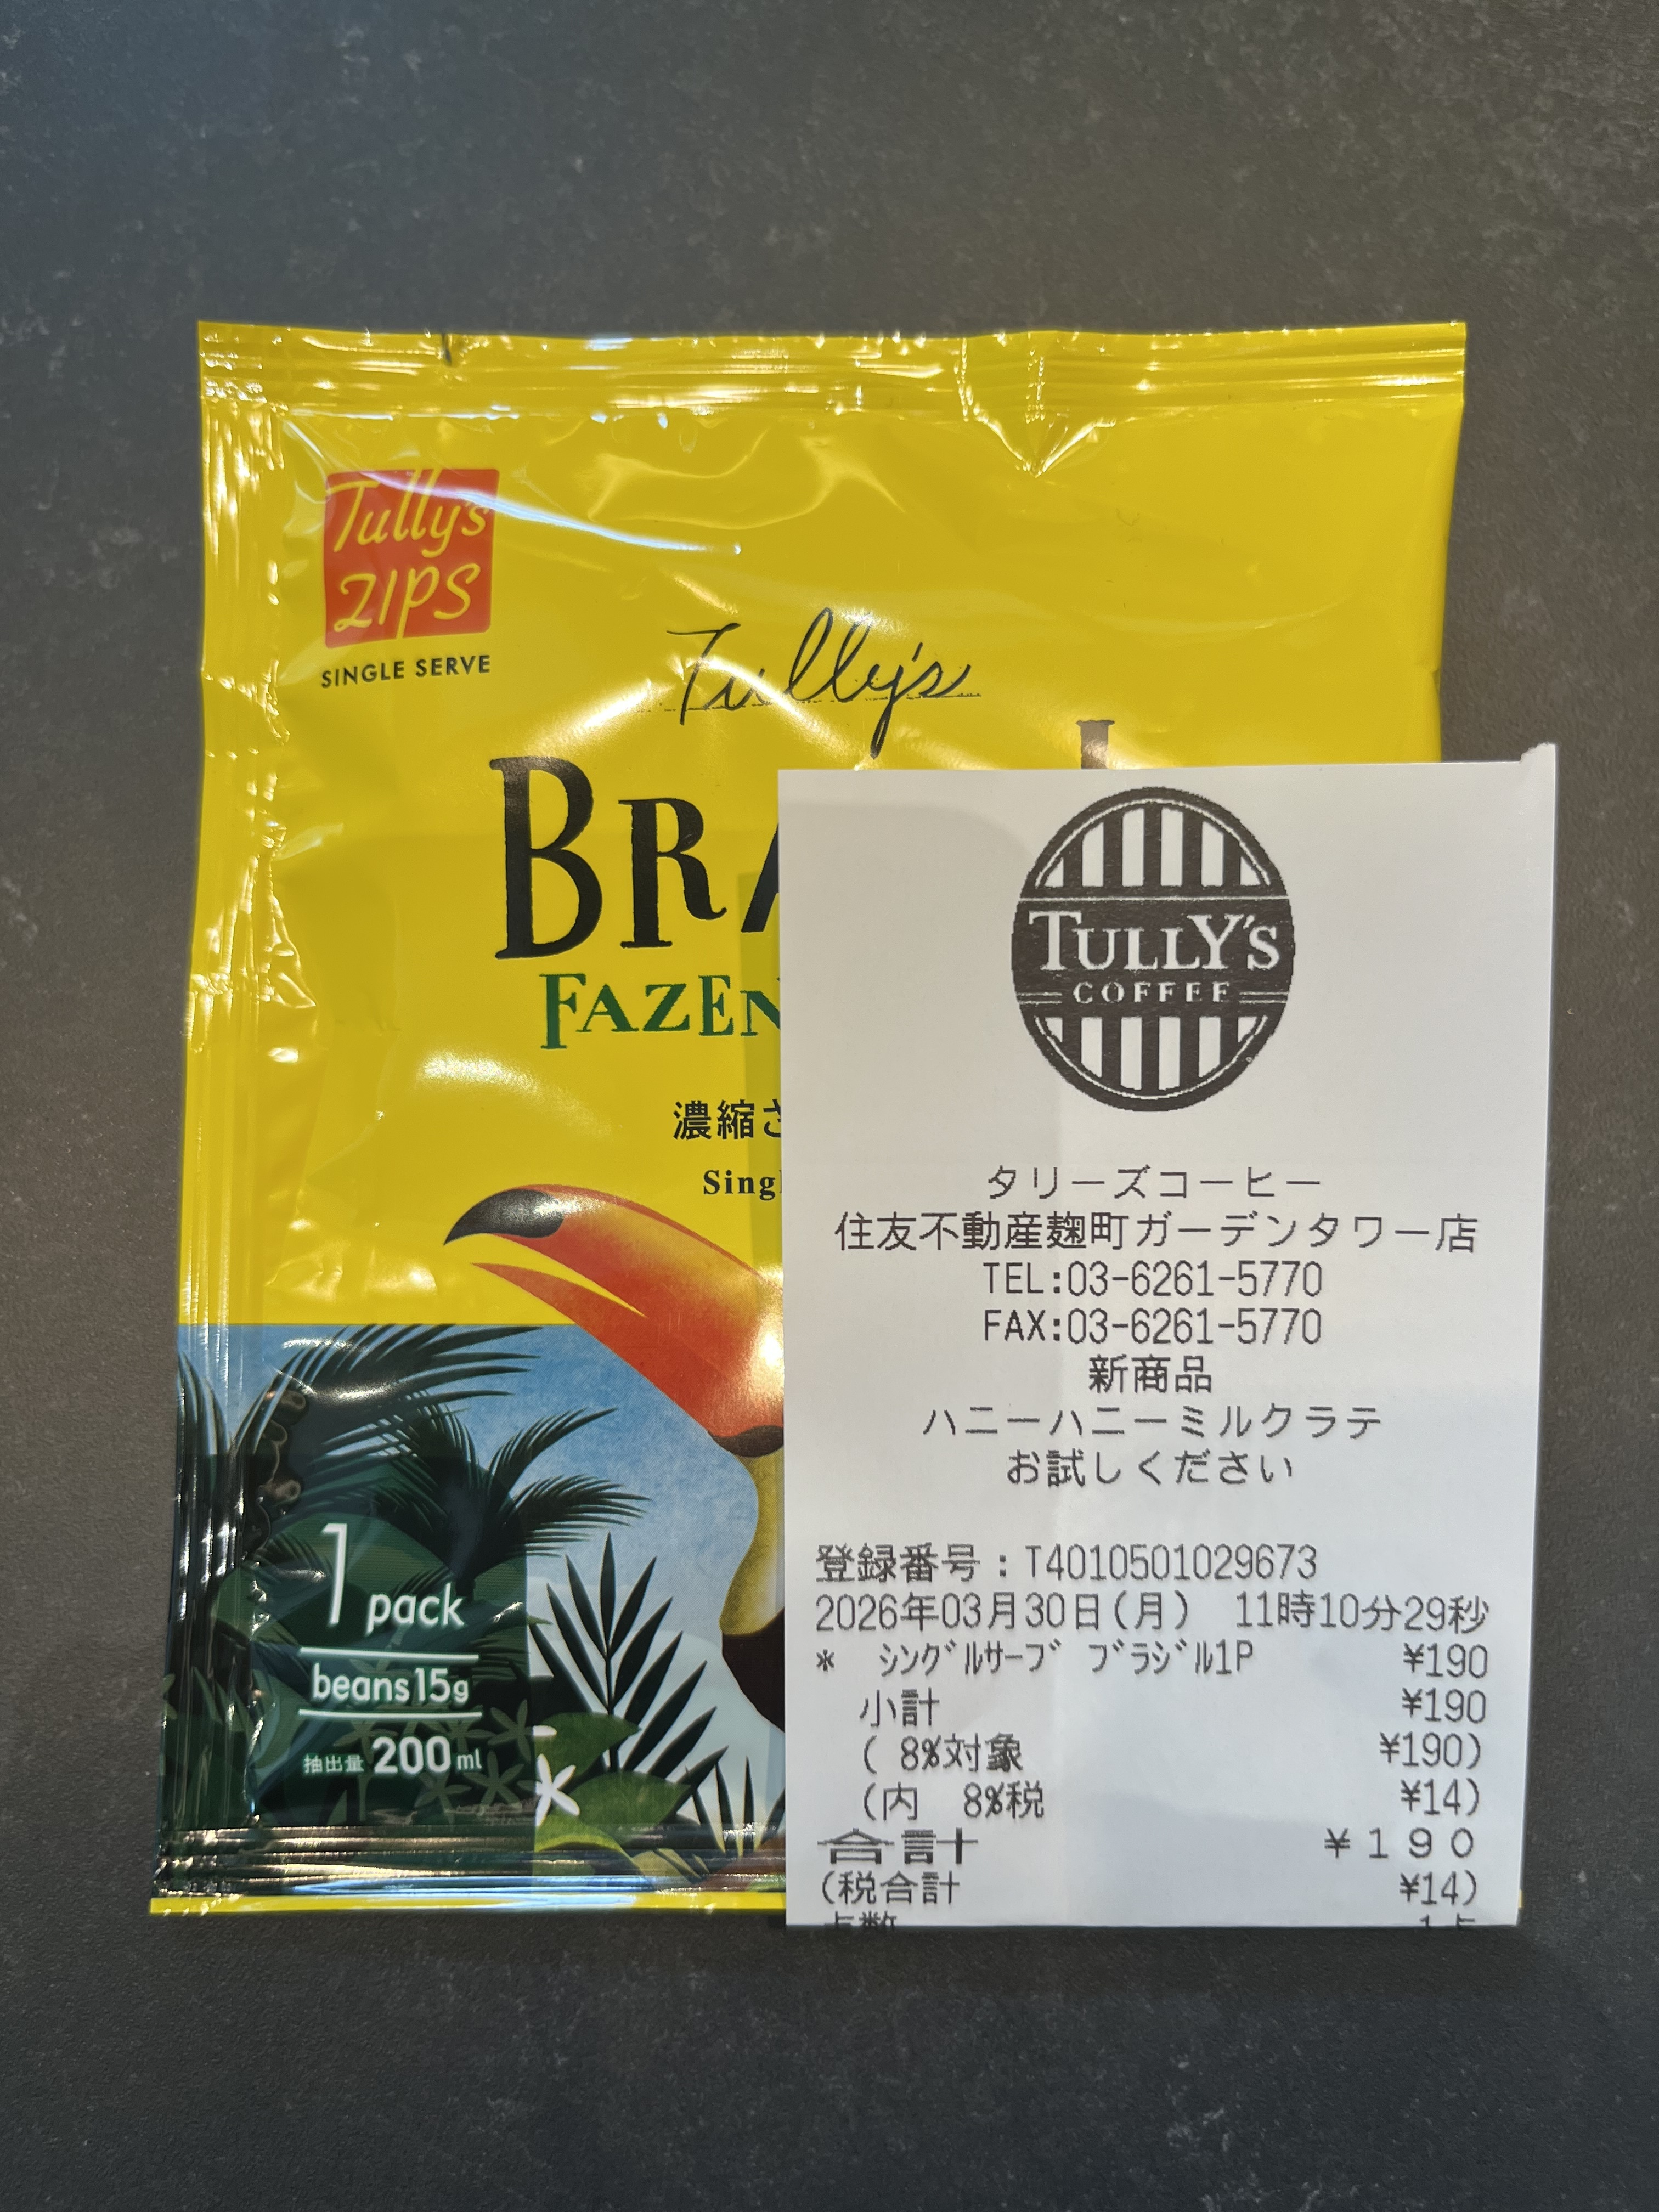 Tully's
ZIPS
SINGLE SERVE
Tully's
BRA
FAZEN
濃縮さ
Singl
1 pack
beans 15g
抽出量 200 ml
TULLY'S
COFFEE
タリーズコーヒー
住友不動産麹町ガーデンタワー店
TEL:03-6261-5770
FAX:03-6261-5770
新商品
ハニーハニーミルクラテ
お試しください
登録番号：T4010501029673
2026年03月30日(月) 11時10分29秒
* シングルサーブ ブラジル1P ¥190
小計 ¥190
( 8%対象 ¥190)
(内 8%税 ¥14)
合計 ¥190
(税合計 ¥14)